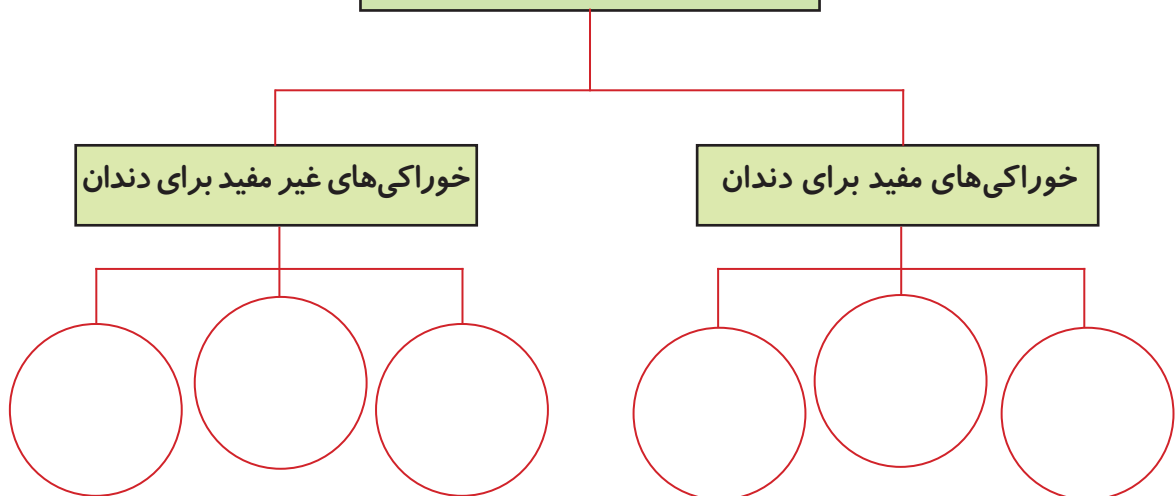 خوراکی‌های مفید برای دندان
خوراکی‌های غیر مفید برای دندان